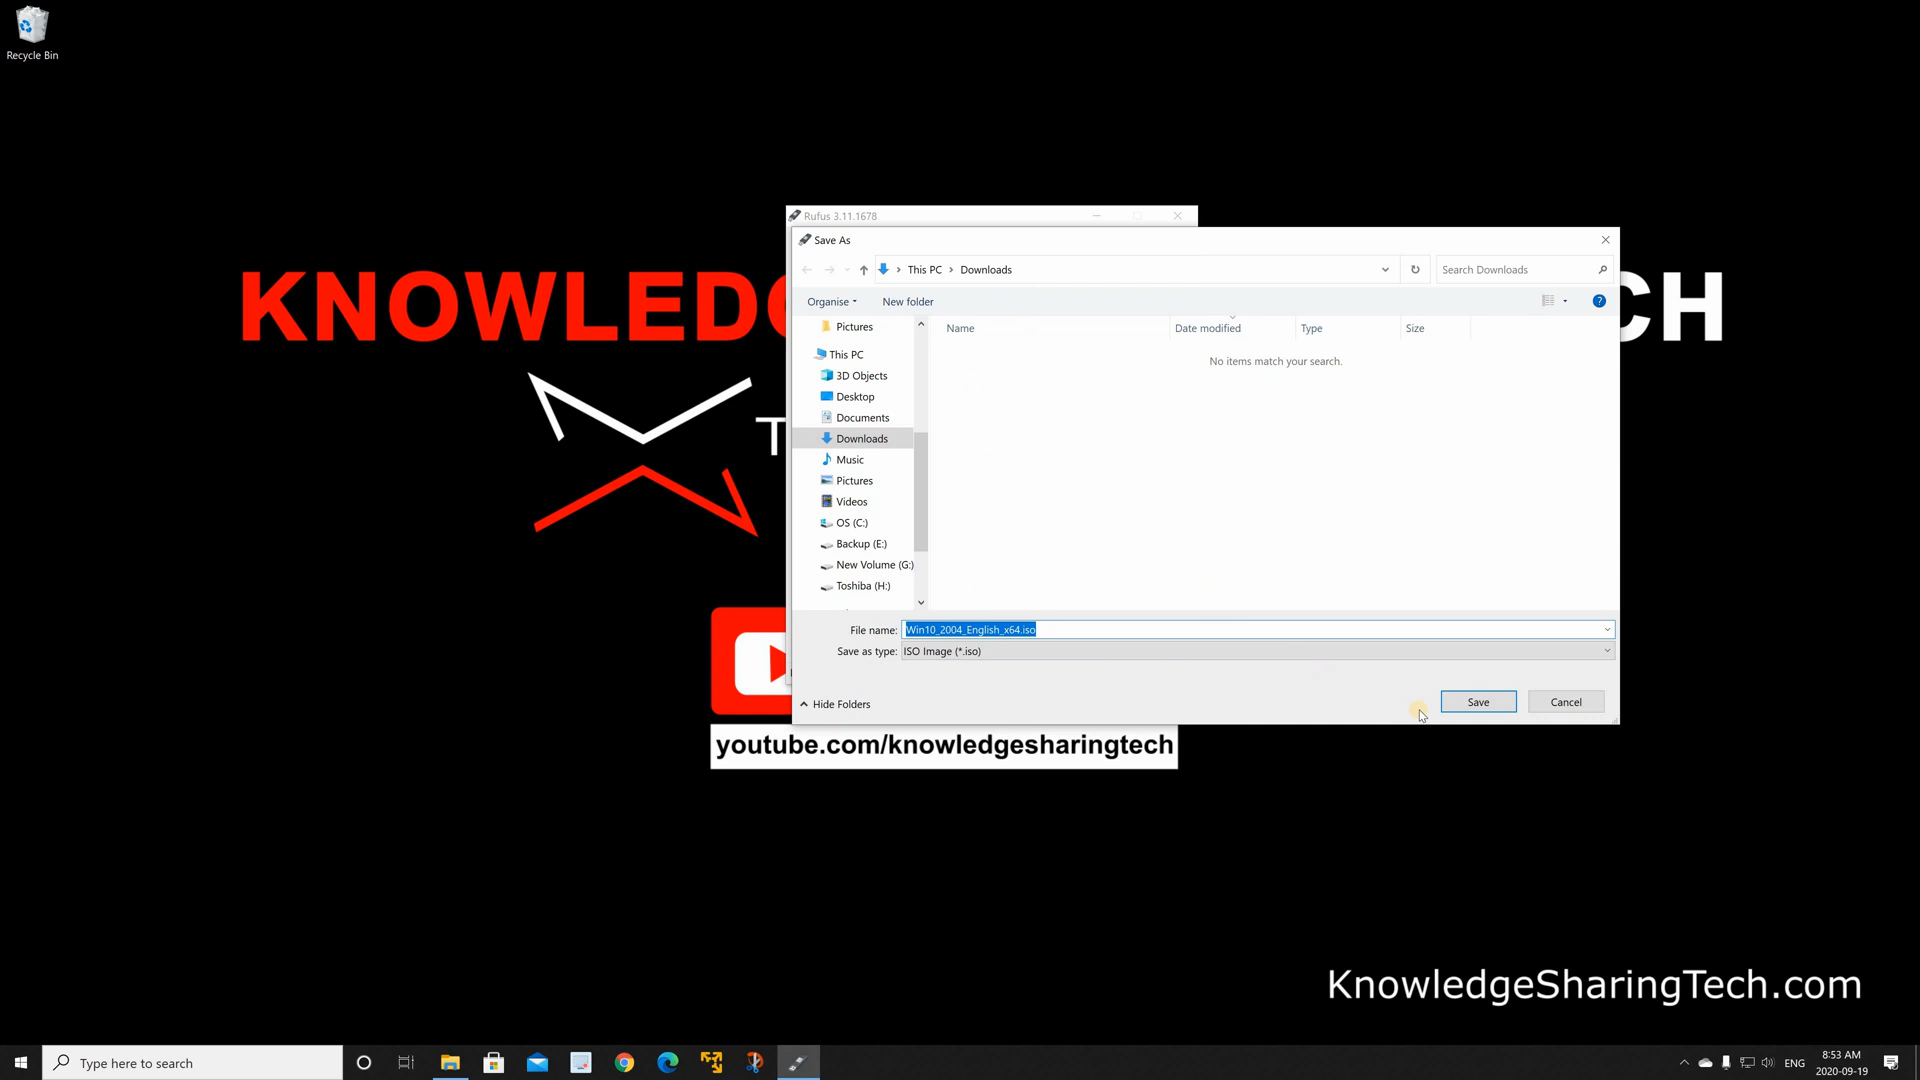 Recycle Bin
Rufus 3.11.1678
Save As
This PC
Downloads
Search Downloads
Organise
New folder
Name
Date modified
Type
Size
No items match your search.
Pictures
This PC
3D Objects
Desktop
Documents
Downloads
Music
Pictures
Videos
OS (C:)
Backup (E:)
New Volume (G:)
Toshiba (H:)
File name: Win10_2004_English_x64.iso
Save as type: ISO Image (*.iso)
Hide Folders
Save
Cancel
youtube.com/knowledgesharingtech
KnowledgeSharingTech.com
Type here to search
ENG
8:53 AM
2020-09-19